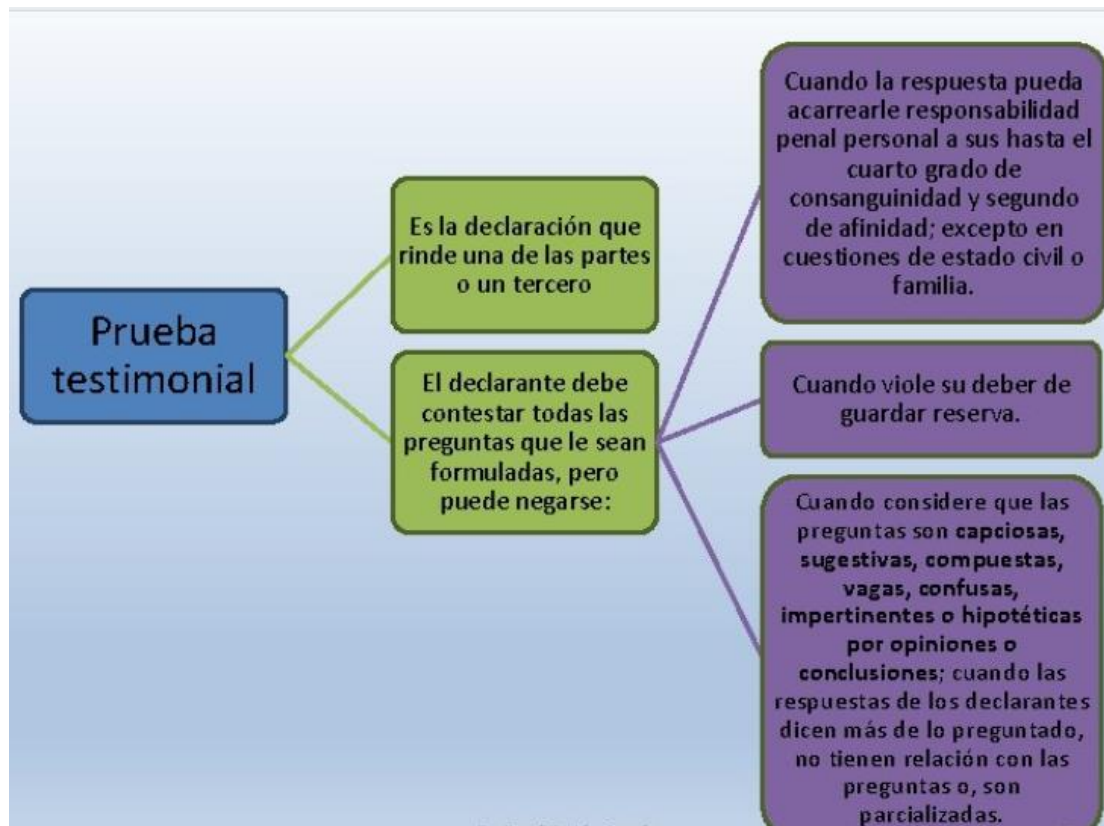 Prueba
testimonial
Es la declaración que
rinde una de las partes
o un tercero
El declarante debe
contestar todas las
preguntas que le sean
formuladas, pero
puede negarse:
Cuando la respuesta pueda
acarrearle responsabilidad
penal personal a sus hasta el
cuarto grado de
consanguinidad y segundo
de afinidad; excepto en
cuestiones de estado civil o
familia.
Cuando viole su deber de
guardar reserva.
Cuando considere que las
preguntas son capciosas,
sugestivas, compuestas,
vagas, confusas,
impertinentes o hipotéticas
por opiniones o
conclusiones; cuando las
respuestas de los declarantes
dicen más de lo preguntado,
no tienen relación con las
preguntas o, son
parcializadas.